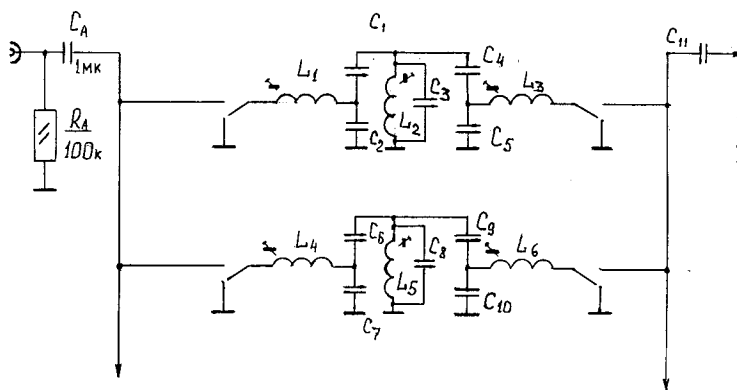 C_A
1мк
R_A
100к
C_1
L_1
C_2
L_2
C_3
C_4
C_5
L_3
C_11
L_4
C_6
C_7
L_5
C_8
C_9
C_10
L_6